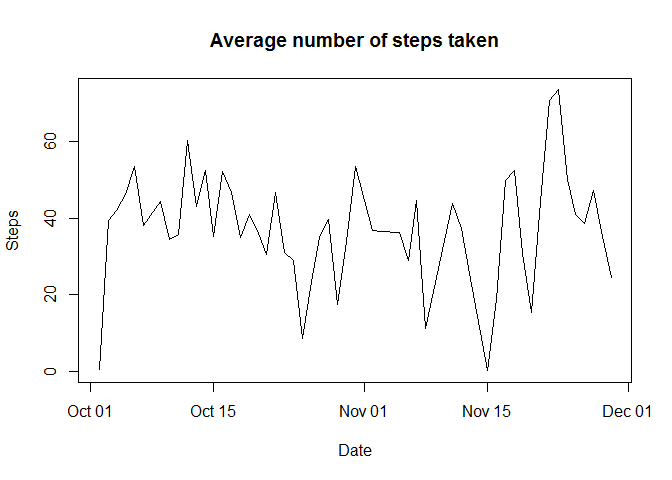 Average number of steps taken
Steps
60
40
20
0
Oct 01 Oct 15 Nov 01 Nov 15 Dec 01
Date